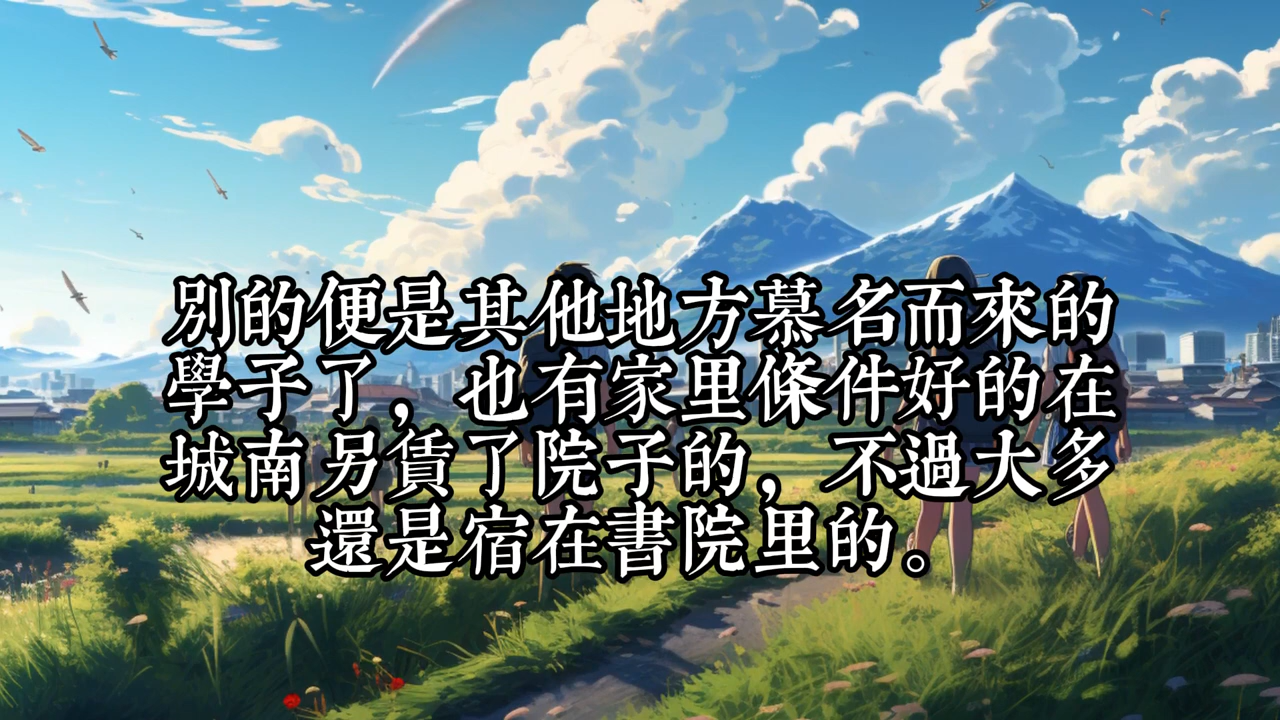 別的便是其他地方慕名而來的
學子了，也有家里條件好的在
城南另賃了院子的，不過大多
還是宿在書院里的。